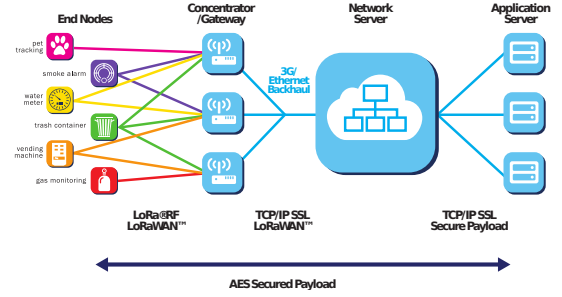 End Nodes
Concentrator
/Gateway
Network
Server
Application
Server
pet
tracking
smoke alarm
water
meter
trash container
vending
machine
gas monitoring
3G/
Ethernet
Backhaul
LoRa®RF
LoRaWAN™
TCP/IP SSL
LoRaWAN™
TCP/IP SSL
Secure Payload
AES Secured Payload